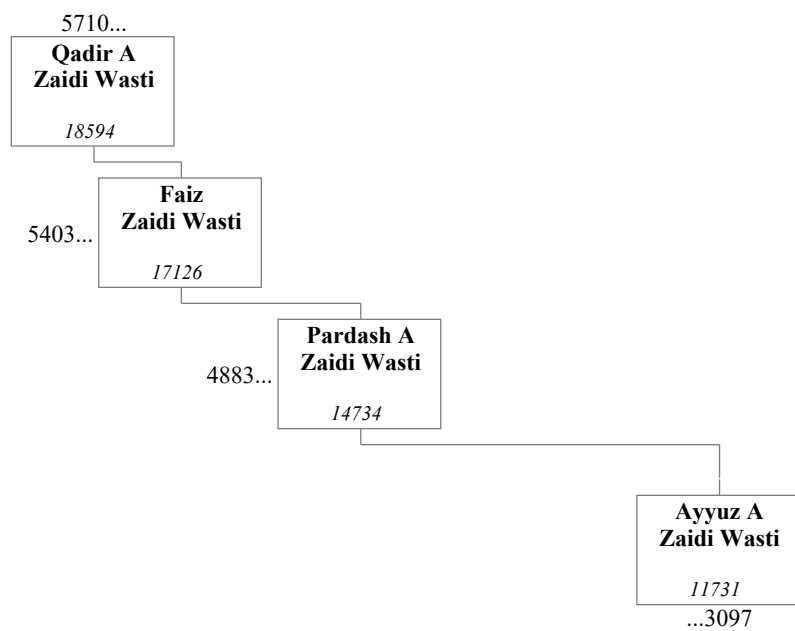 5710...
Qadir A
Zaidi Wasti
18594
Faiz
Zaidi Wasti
5403...
17126
Pardash A
Zaidi Wasti
4883...
14734
Ayyuz A
Zaidi Wasti
11731
...3097